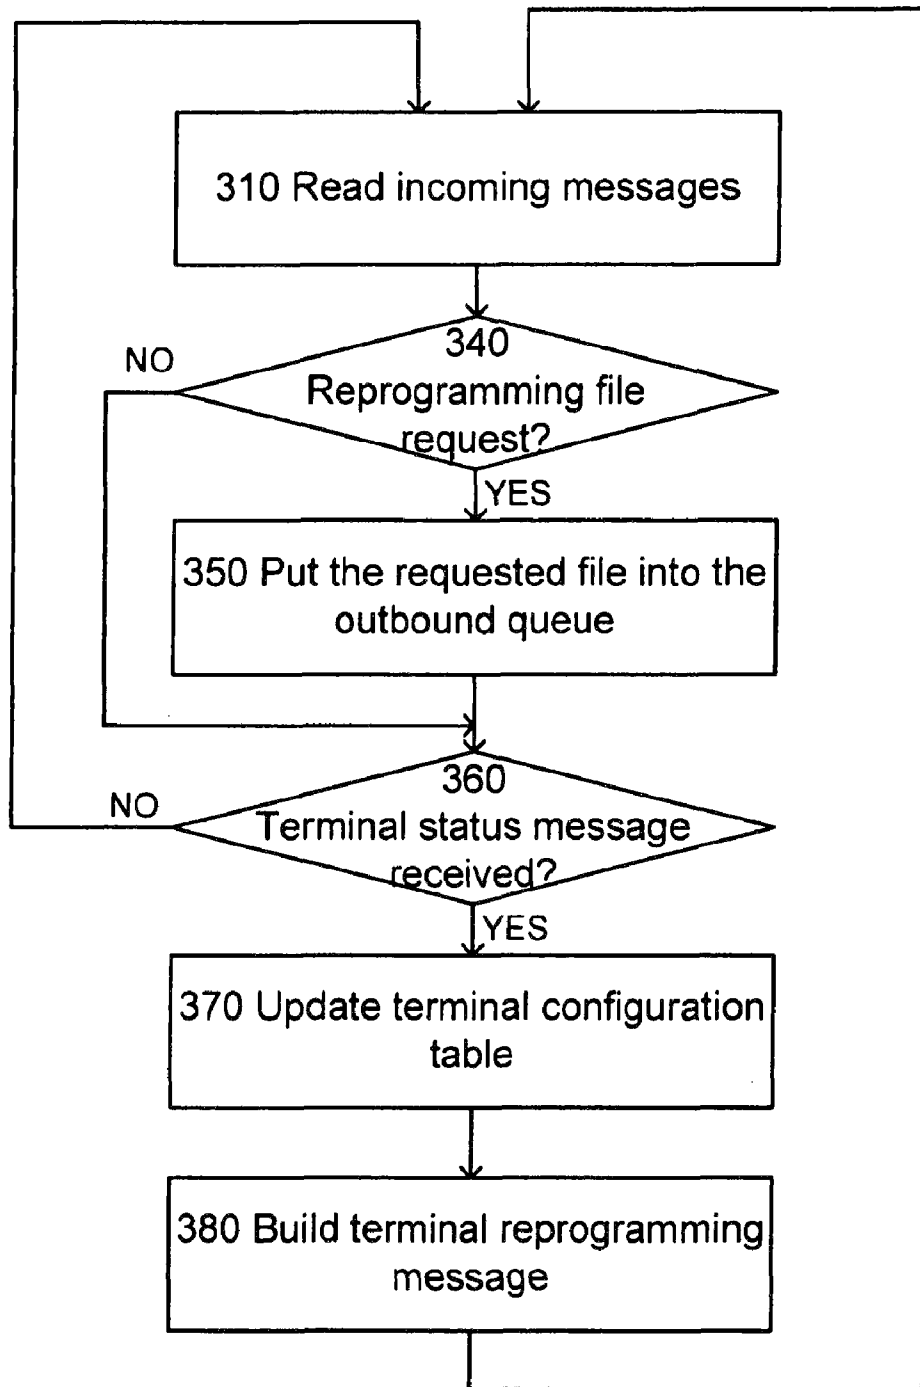 310 Read incoming messages
340
NO
Reprogramming file
request?
YES
350 Put the requested file into the
outbound queue
360
NO
Terminal status message
received?
YES
370 Update terminal configuration
table
380 Build terminal reprogramming
message